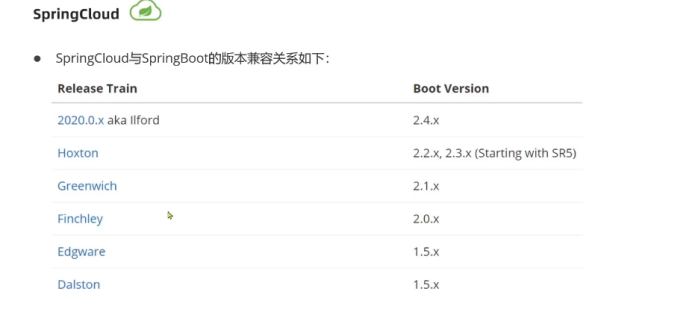 SpringCloud
● SpringCloud与SpringBoot的版本兼容关系如下：
Release Train Boot Version
2020.0.x aka Ilford 2.4.x
Hoxton 2.2.x, 2.3.x (Starting with SR5)
Greenwich 2.1.x
Finchley 2.0.x
Edgware 1.5.x
Dalston 1.5.x